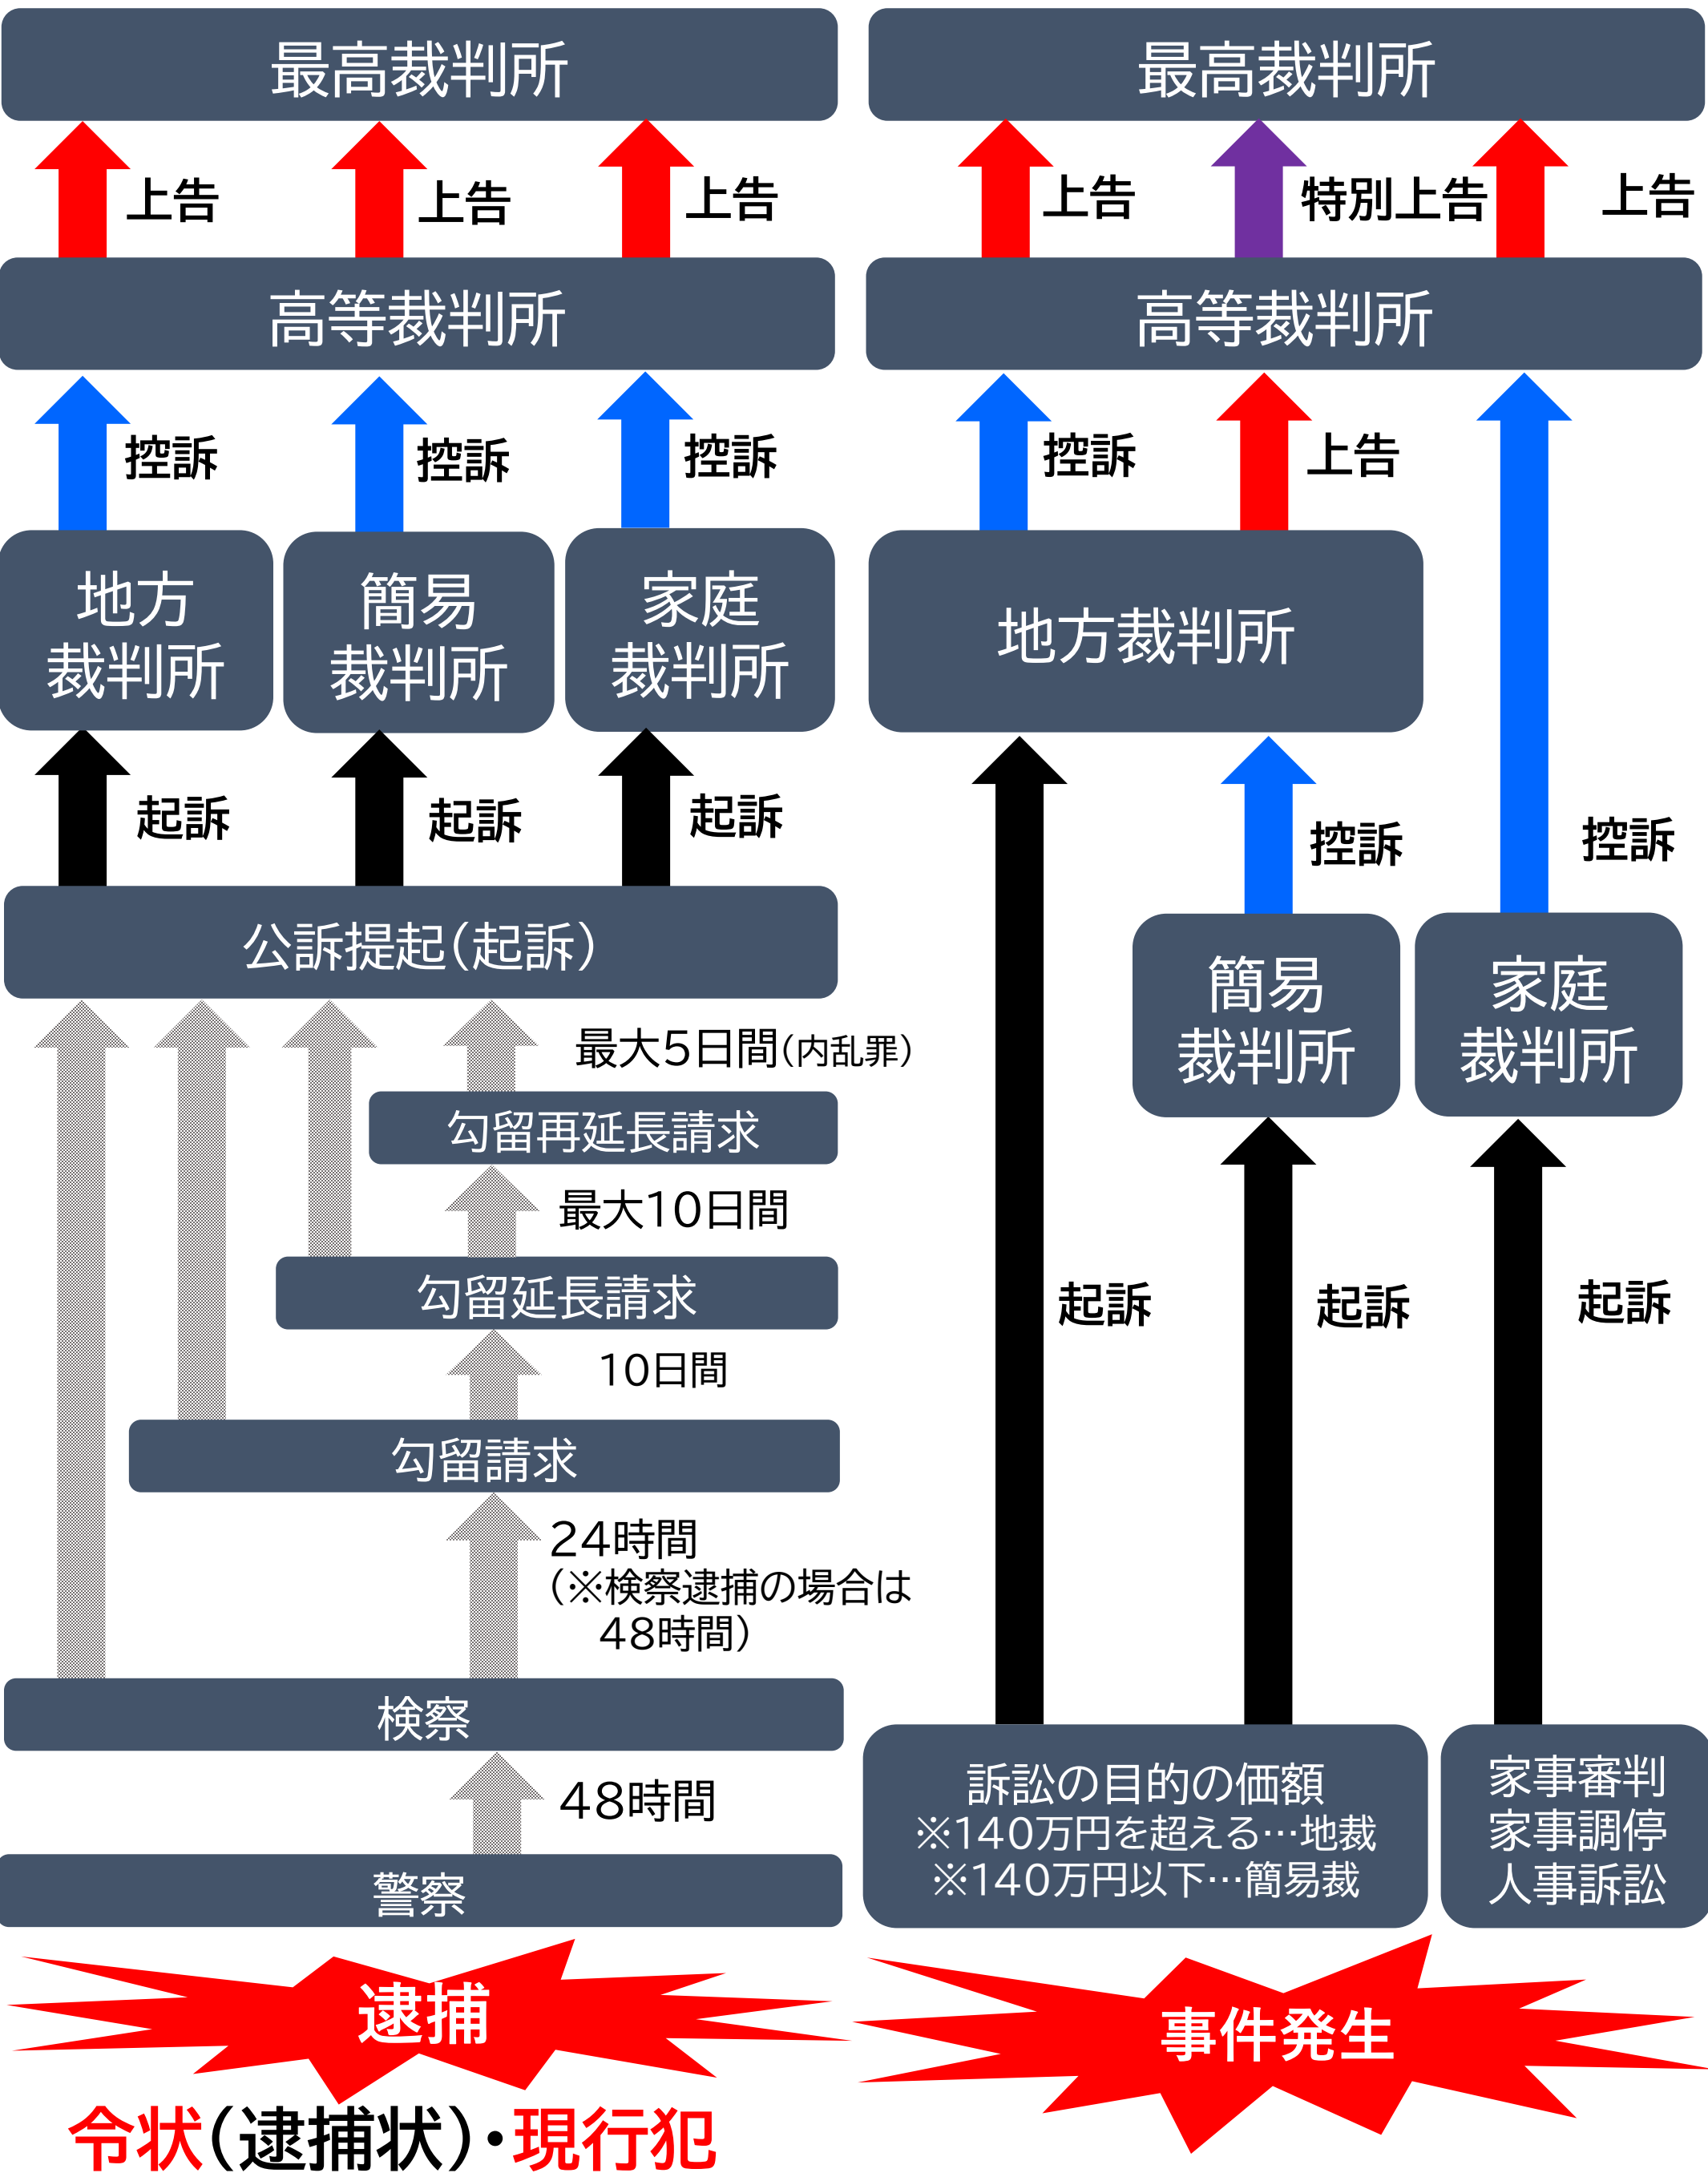 最高裁判所
上告
上告
上告
高等裁判所
控訴
控訴
控訴
地方
裁判所
簡易
裁判所
家庭
裁判所
起訴
起訴
起訴
公訴提起（起訴）
最大5日間（内乱罪）
勾留再延長請求
最大10日間
勾留延長請求
10日間
勾留請求
24時間
（※検察逮捕の場合は
48時間）
検察
48時間
警察
逮捕
令状（逮捕状）・現行犯
最高裁判所
上告
特別上告
上告
高等裁判所
控訴
上告
地方裁判所
控訴
控訴
簡易
裁判所
家庭
裁判所
起訴
起訴
起訴
訴訟の目的の価額
※140万円を超える…地裁
※140万円以下…簡易裁
家事審判
家事調停
人事訴訟
事件発生